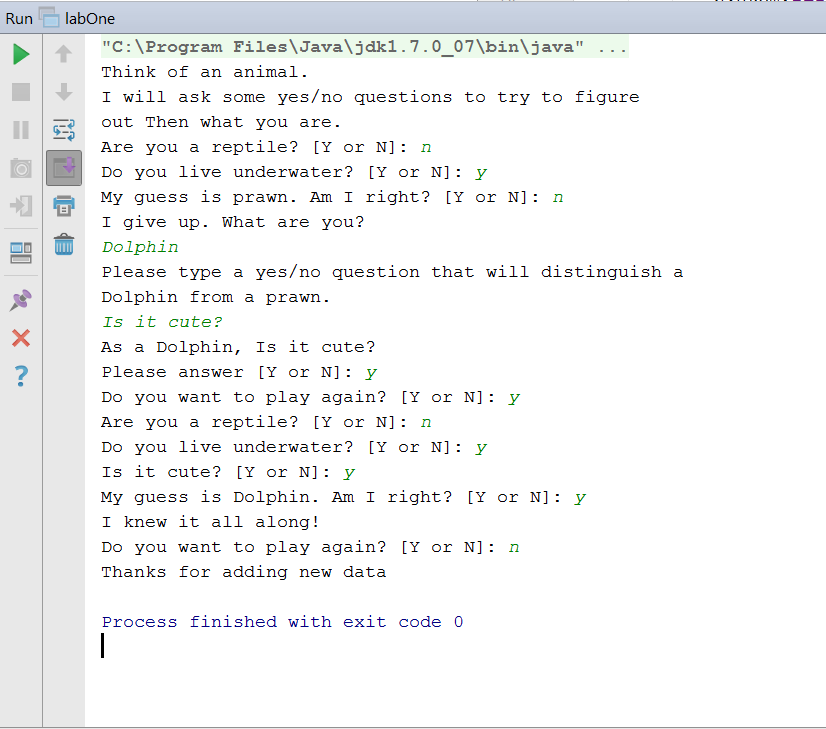 Run labOne
"C:\Program Files\Java\jdk1.7.0_07\bin\java" ...
Think of an animal.
I will ask some yes/no questions to try to figure
out Then what you are.
Are you a reptile? [Y or N]: n
Do you live underwater? [Y or N]: y
My guess is prawn. Am I right? [Y or N]: n
I give up. What are you?
Dolphin
Please type a yes/no question that will distinguish a
Dolphin from a prawn.
Is it cute?
As a Dolphin, Is it cute?
Please answer [Y or N]: y
Do you want to play again? [Y or N]: y
Are you a reptile? [Y or N]: n
Do you live underwater? [Y or N]: y
Is it cute? [Y or N]: y
My guess is Dolphin. Am I right? [Y or N]: y
I knew it all along!
Do you want to play again? [Y or N]: n
Thanks for adding new data
Process finished with exit code 0